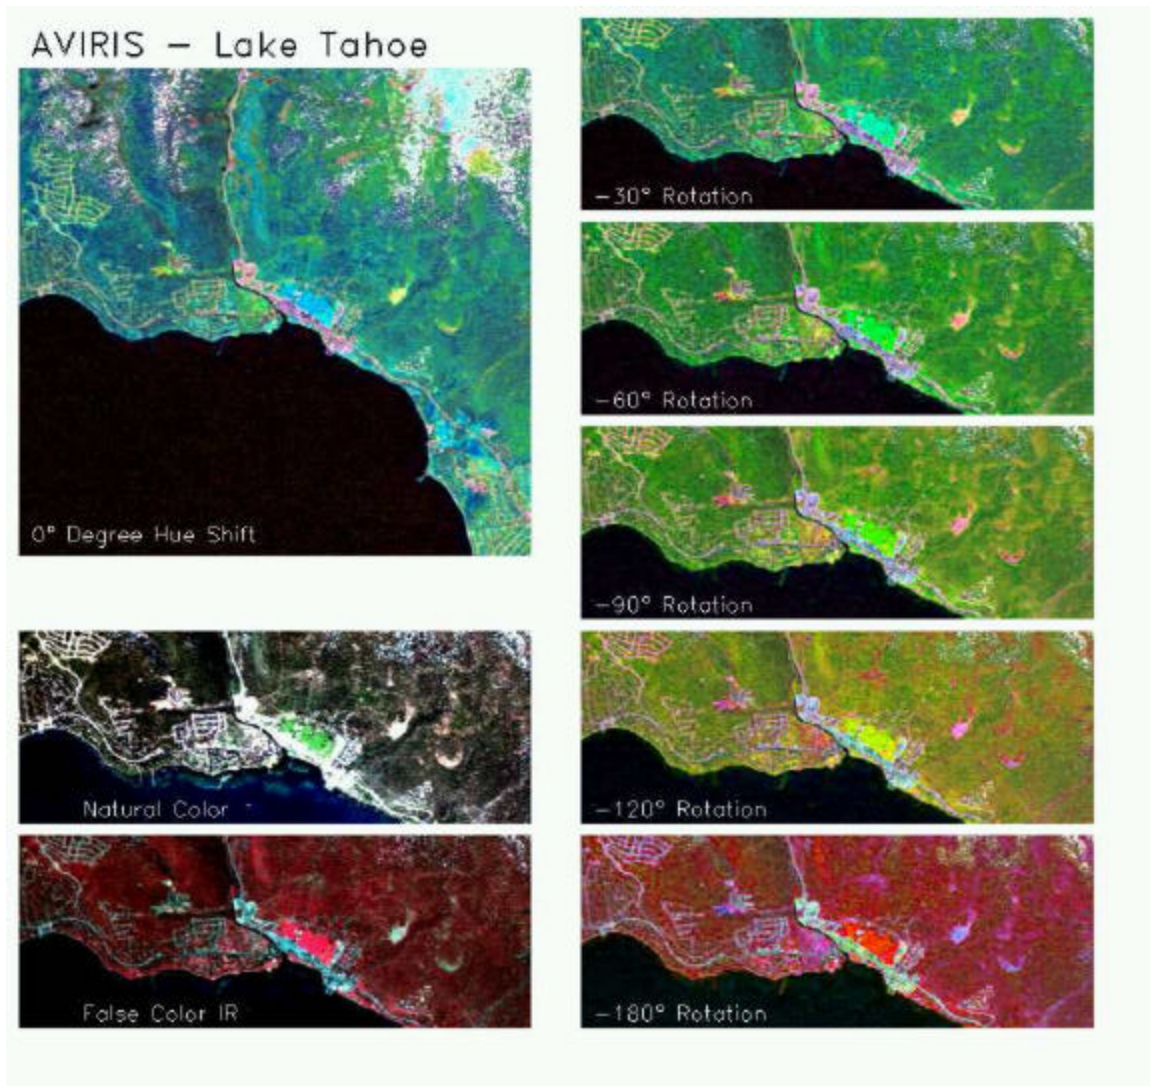 AVIRIS – Lake Tahoe
0° Degree Hue Shift
Natural Color
False Color IR
–30° Rotation
–60° Rotation
–90° Rotation
–120° Rotation
–180° Rotation